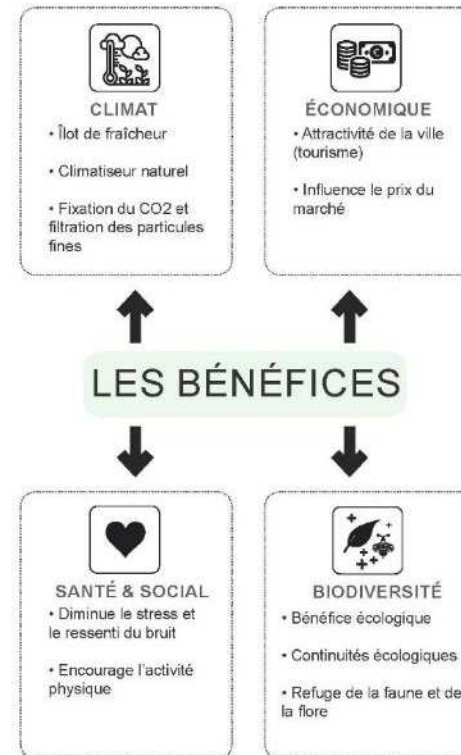 CLIMAT
• Îlot de fraîcheur
• Climatiseur naturel
• Fixation du CO2 et
filtration des particules
fines
ÉCONOMIQUE
• Attractivité de la ville
(tourisme)
• Influence le prix du
marché
LES BÉNÉFICES
SANTÉ & SOCIAL
• Diminue le stress et
le ressenti du bruit
• Encourage l'activité
physique
BIODIVERSITÉ
• Bénéfice écologique
• Continuités écologiques
• Refuge de la faune et de
la flore